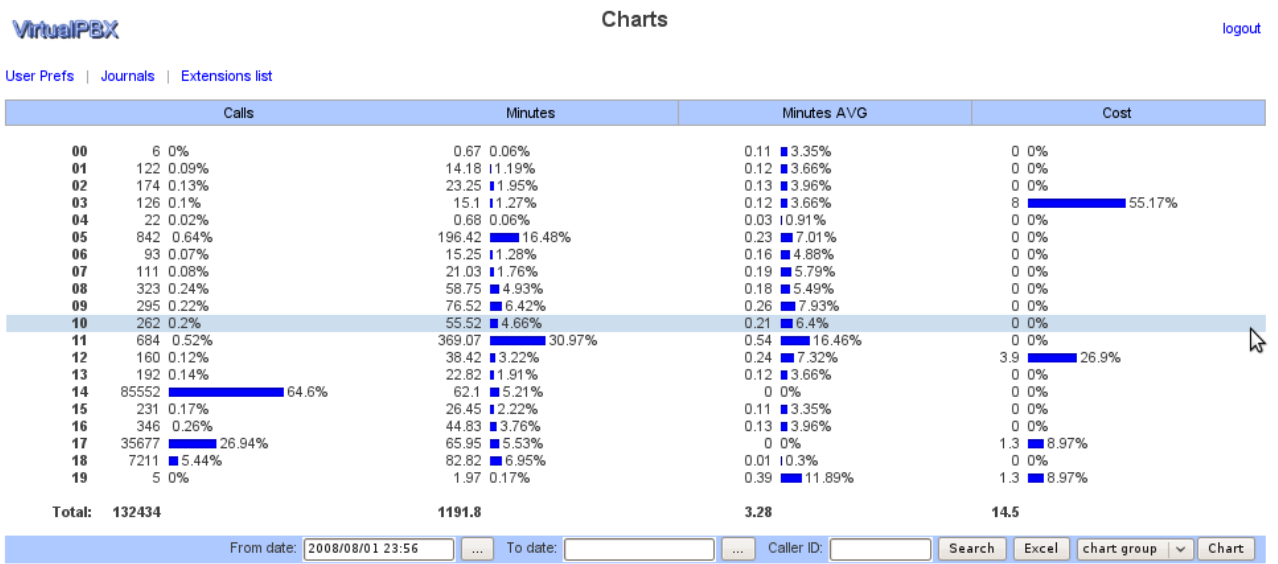 VirtualPBX
Charts
logout
User Prefs | Journals | Extensions list
Calls Minutes Minutes AVG Cost
00 6 0% 0.67 0.06% 0.11 3.35% 0 0%
01 122 0.09% 14.18 1.19% 0.12 3.66% 0 0%
02 174 0.13% 23.25 1.95% 0.13 3.96% 0 0%
03 126 0.1% 15.1 1.27% 0.12 3.66% 8 55.17%
04 22 0.02% 0.68 0.06% 0.03 0.91% 0 0%
05 842 0.64% 196.42 16.48% 0.23 7.01% 0 0%
06 93 0.07% 15.25 1.28% 0.16 4.88% 0 0%
07 111 0.08% 21.03 1.76% 0.19 5.79% 0 0%
08 323 0.24% 58.75 4.93% 0.18 5.49% 0 0%
09 295 0.22% 76.52 6.42% 0.26 7.93% 0 0%
10 262 0.2% 55.52 4.66% 0.21 6.4% 0 0%
11 684 0.52% 369.07 30.97% 0.54 16.46% 0 0%
12 160 0.12% 38.42 3.22% 0.24 7.32% 3.9 26.9%
13 192 0.14% 22.82 1.91% 0.12 3.66% 0 0%
14 85552 64.6% 62.1 5.21% 0 0% 0 0%
15 231 0.17% 26.45 2.22% 0.11 3.35% 0 0%
16 346 0.26% 44.83 3.76% 0.13 3.96% 0 0%
17 35677 26.94% 65.95 5.53% 0 0% 1.3 8.97%
18 7211 5.44% 82.82 6.95% 0.01 0.3% 0 0%
19 5 0% 1.97 0.17% 0.39 11.89% 1.3 8.97%
Total: 132434 1191.8 3.28 14.5
From date: 2008/08/01 23:56 ... To date: ... Caller ID: Search Excel chart group Chart